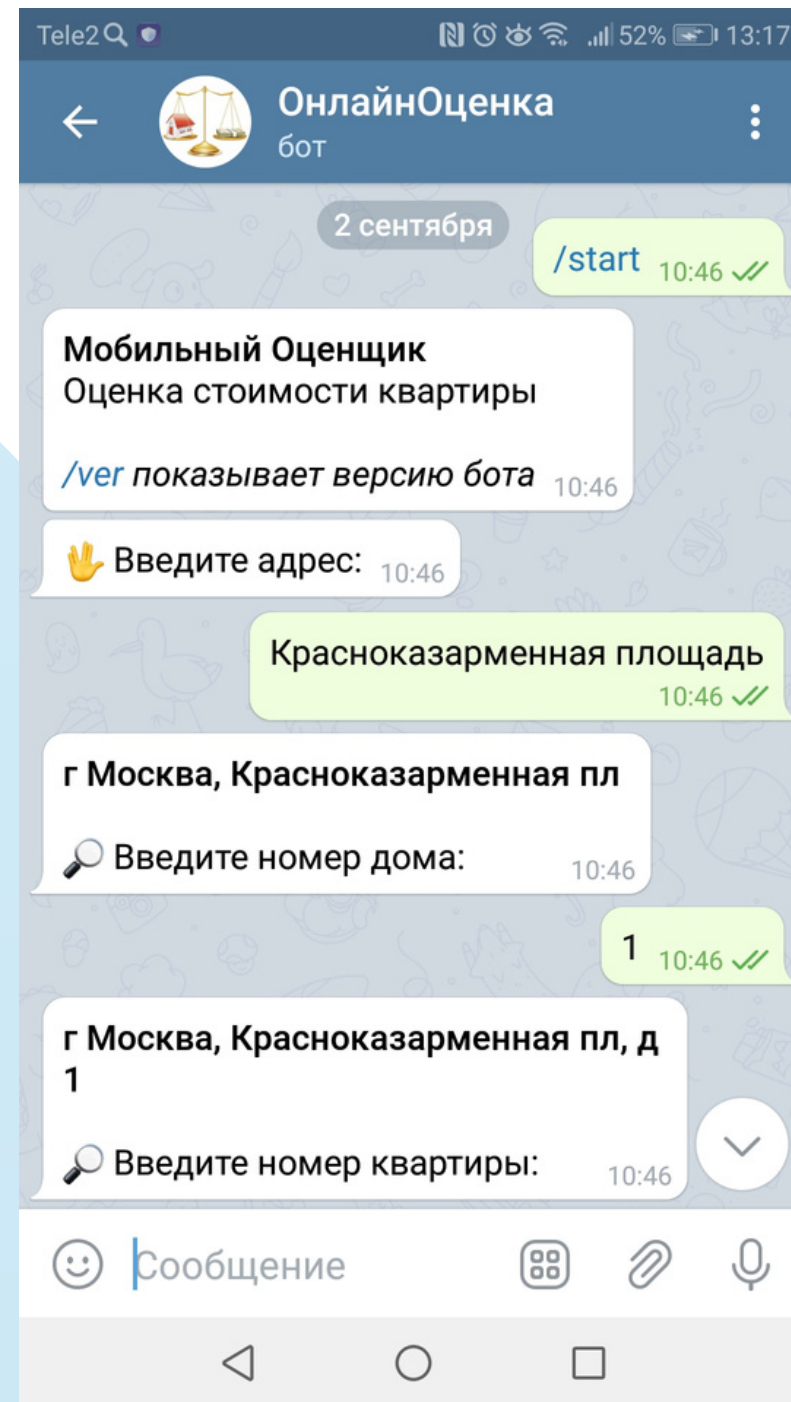 Tele2 52% 13:17
ОнлайнОценка
бот
2 сентября
/start 10:46
Мобильный Оценщик
Оценка стоимости квартиры
/ver показывает версию бота 10:46
Введите адрес: 10:46
Красноказарменная площадь
10:46
г Москва, Красноказарменная пл
Введите номер дома: 10:46
1 10:46
г Москва, Красноказарменная пл, д
1
Введите номер квартиры: 10:46
Сообщение